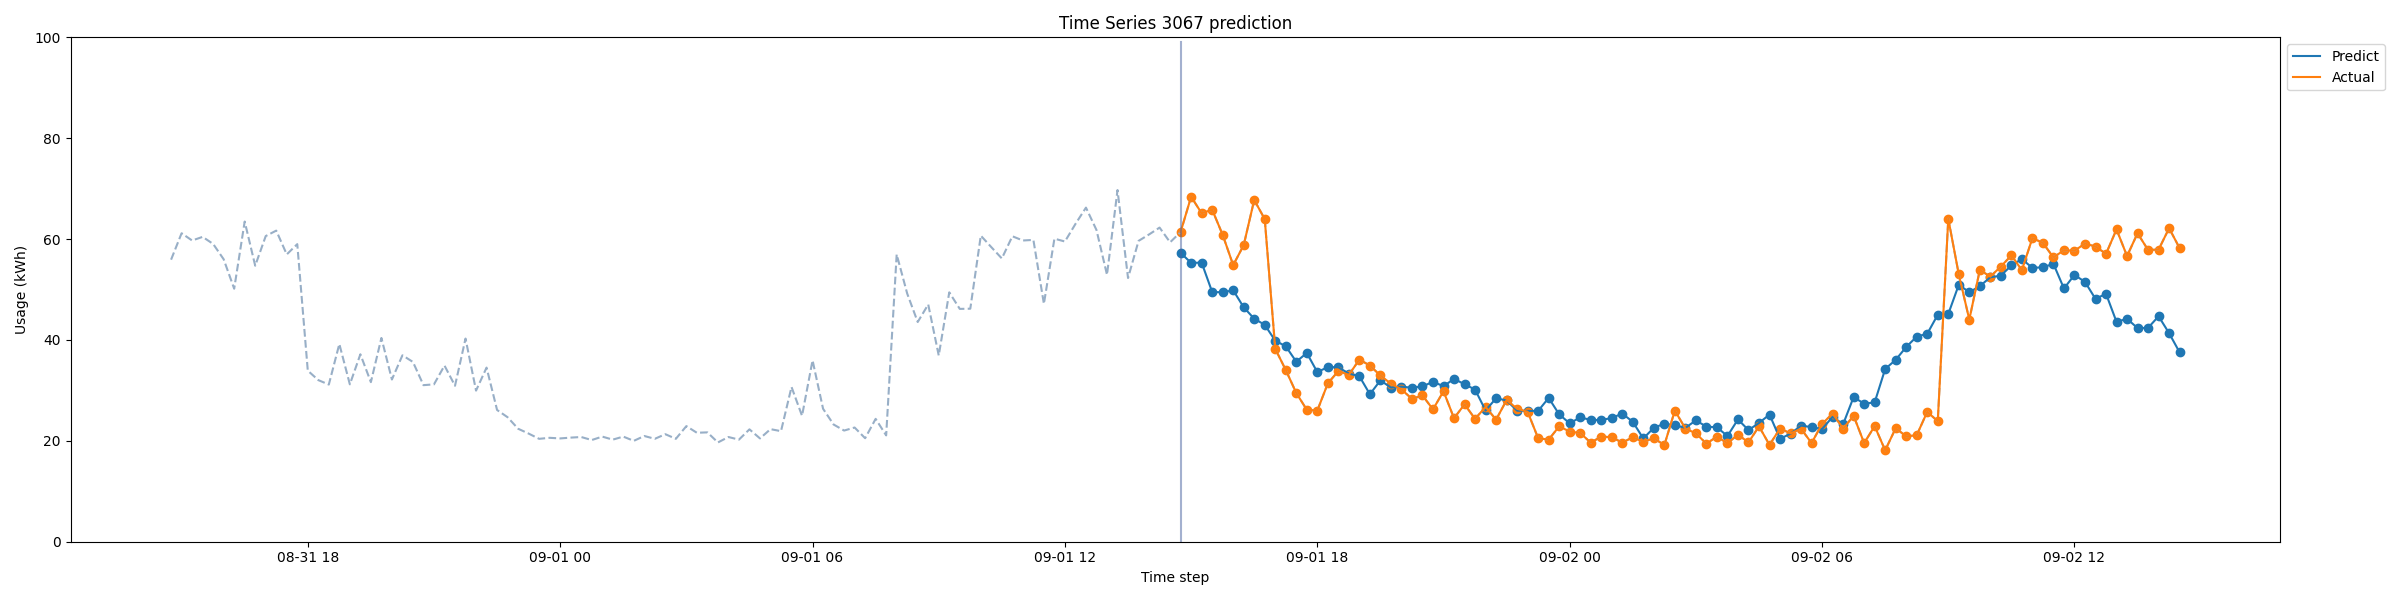 Time Series 3067 prediction
Predict
Actual
Usage (kWh)
100
80
60
40
20
0
08-31 18
09-01 00
09-01 06
09-01 12
09-01 18
09-02 00
09-02 06
09-02 12
Time step